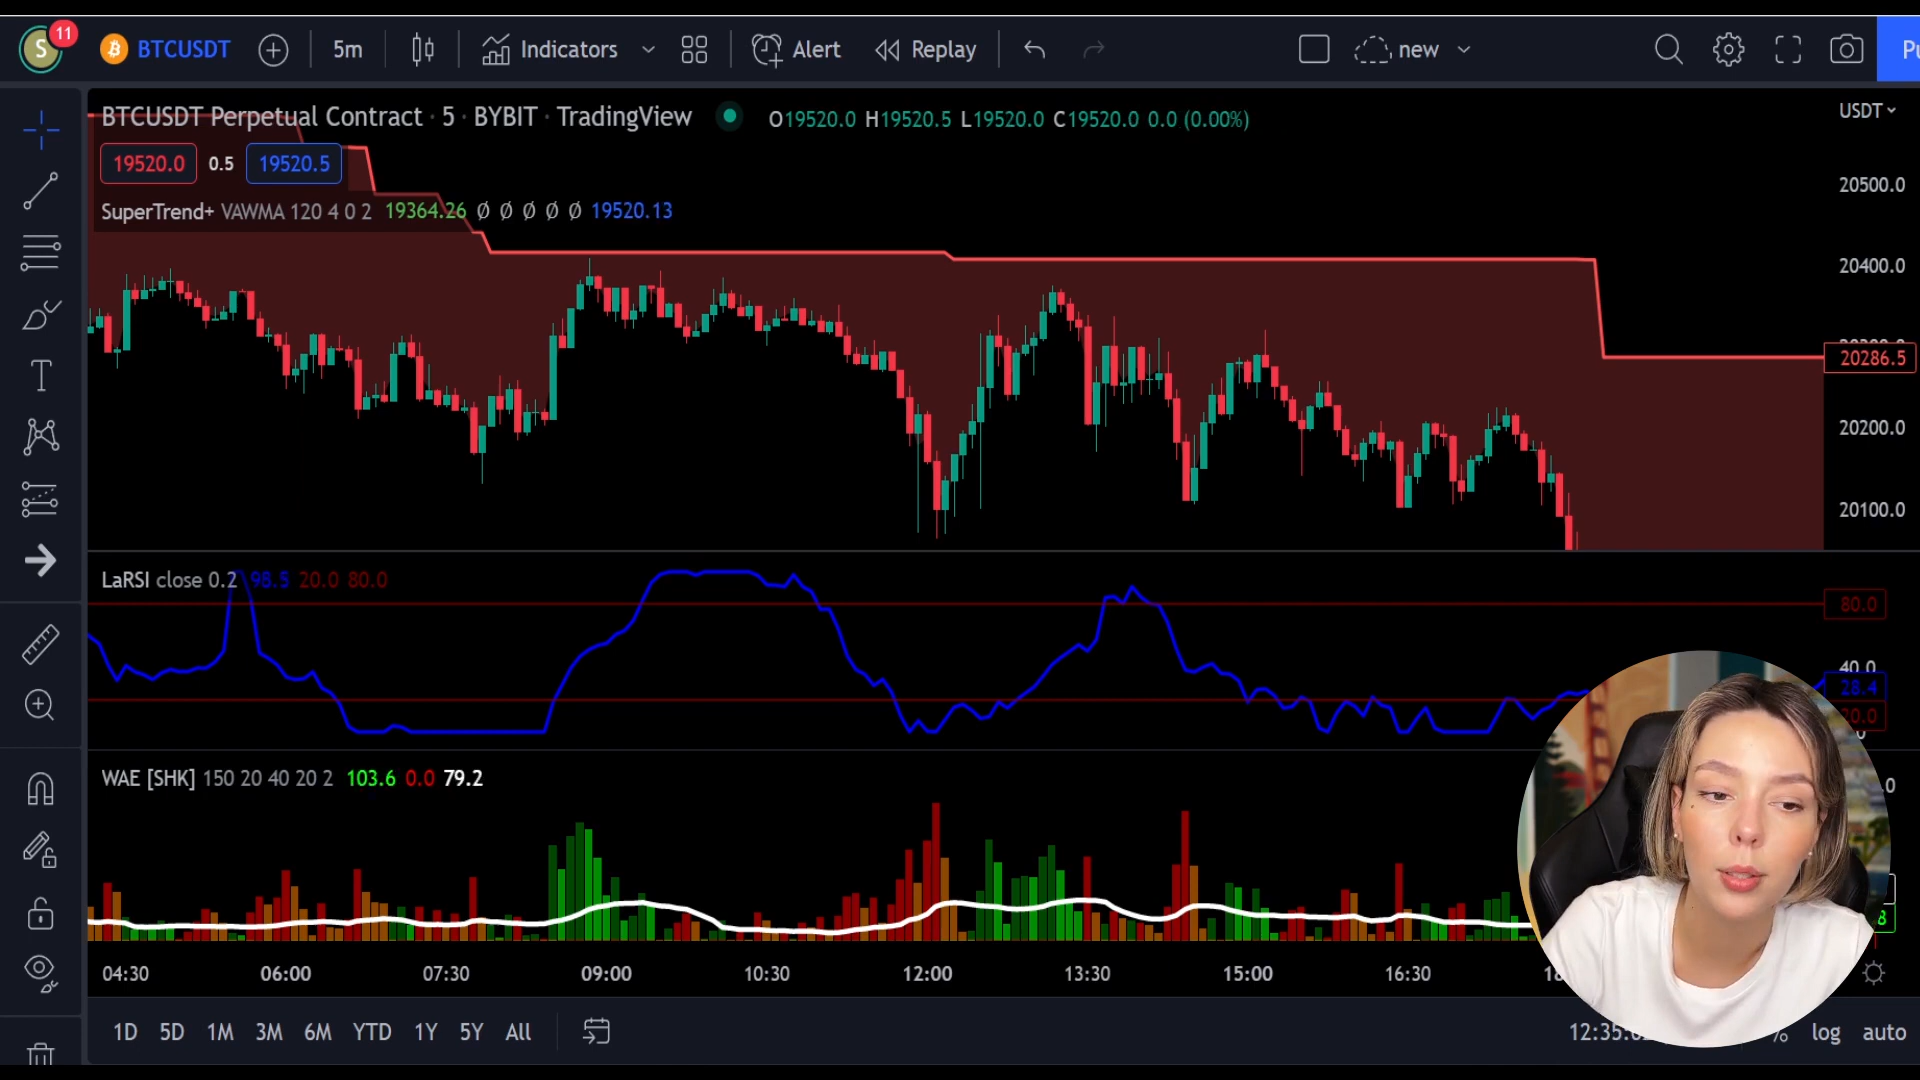 S 11 BTCUSDT 5m Indicators Alert Replay new Pu
BTCUSDT Perpetual Contract · 5 · BYBIT · TradingView O19520.0 H19520.5 L19520.0 C19520.0 0.0 (0.00%) USDT
19520.0 0.5 19520.5
SuperTrend+ VAWMA 120 4 0 2 19364.26 Ø Ø Ø Ø Ø 19520.13
20500.0
20400.0
20286.5
20200.0
20100.0
LaRSI close 0.2 98.5 20.0 80.0
80.0
40.0
28.4
WAE [SHK] 150 20 40 20 2 103.6 0.0 79.2
04:30 06:00 07:30 09:00 10:30 12:00 13:30 15:00 16:30
1D 5D 1M 3M 6M YTD 1Y 5Y All % log auto